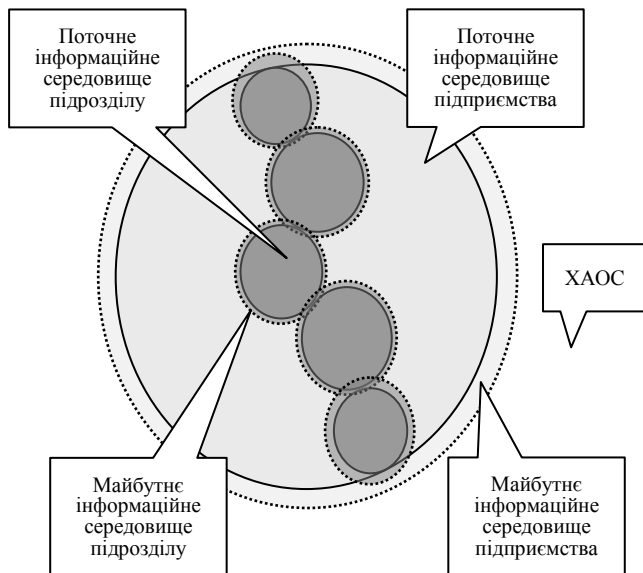 Поточне
інформаційне
середовище
підрозділу
Поточне
інформаційне
середовище
підприємства
ХАОС
Майбутнє
інформаційне
середовище
підрозділу
Майбутнє
інформаційне
середовище
підприємства